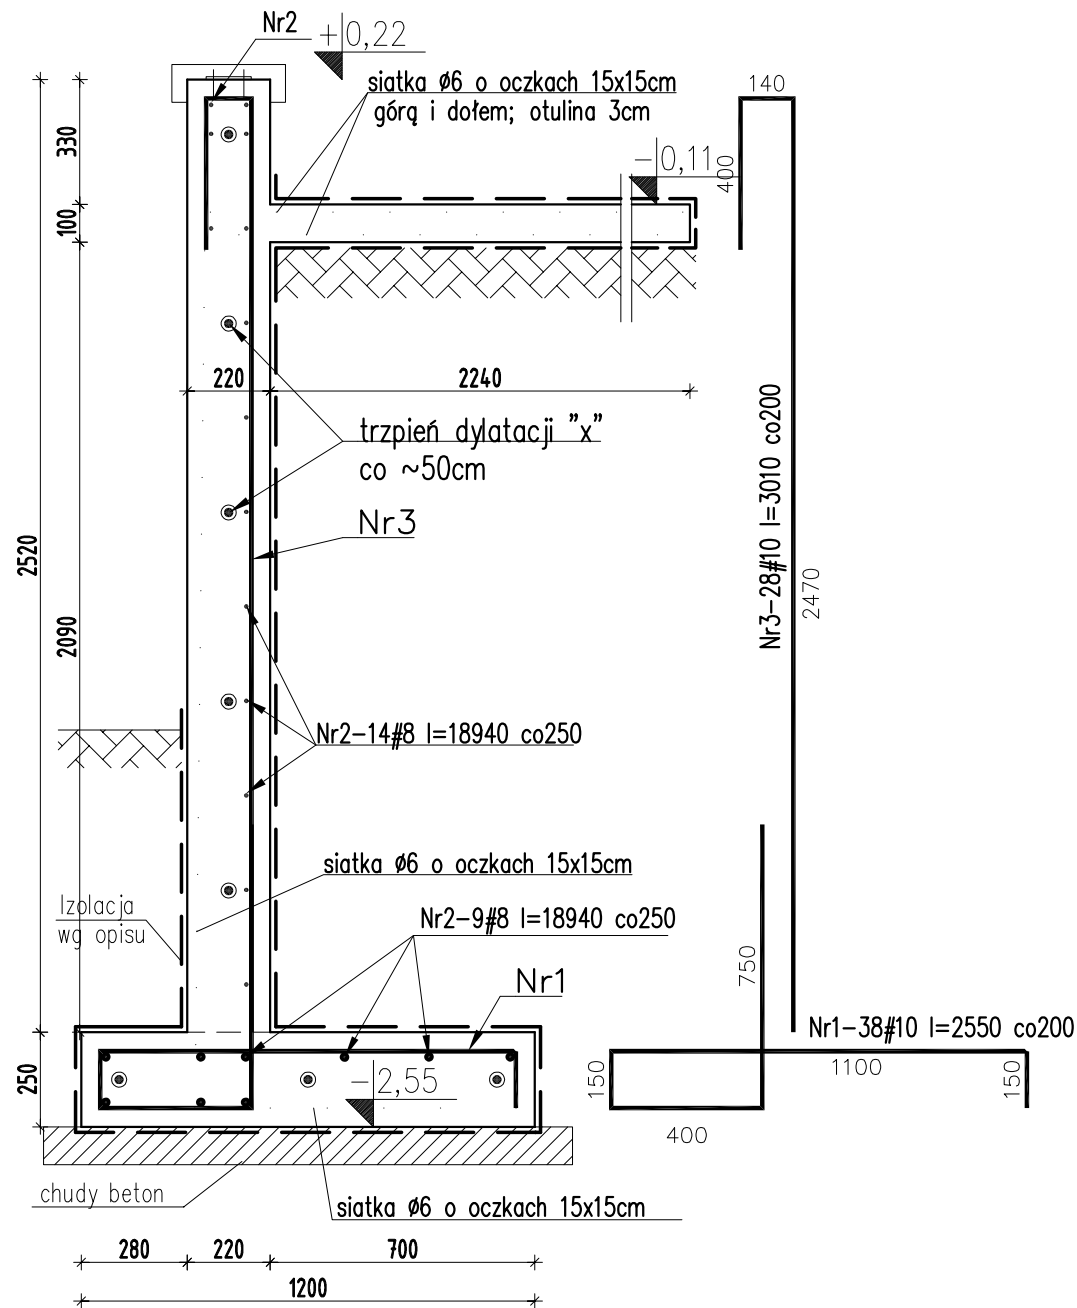 Nr2
+0,22
siatka ø6 o oczkach 15x15cm
górą i dołem; otulina 3cm
140
330
-0,11
400
100
220
2240
trzpień dylatacji "x"
co ~50cm
Nr3
Nr3-28#10 l=3010 co200
2470
2520
2090
Nr2-14#8 l=18940 co250
siatka ø6 o oczkach 15x15cm
Izolacja
wg opisu
Nr2-9#8 l=18940 co250
750
Nr1
Nr1-38#10 l=2550 co200
250
-2,55
150
1100
150
400
chudy beton
siatka ø6 o oczkach 15x15cm
280
220
700
1200